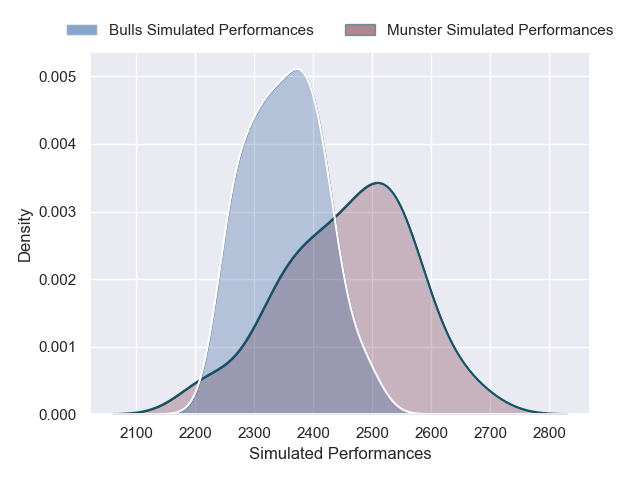 Bulls Simulated Performances
Munster Simulated Performances
0.005
0.004
0.003
0.002
0.001
0.000
Density
2100 2200 2300 2400 2500 2600 2700 2800
Simulated Performances